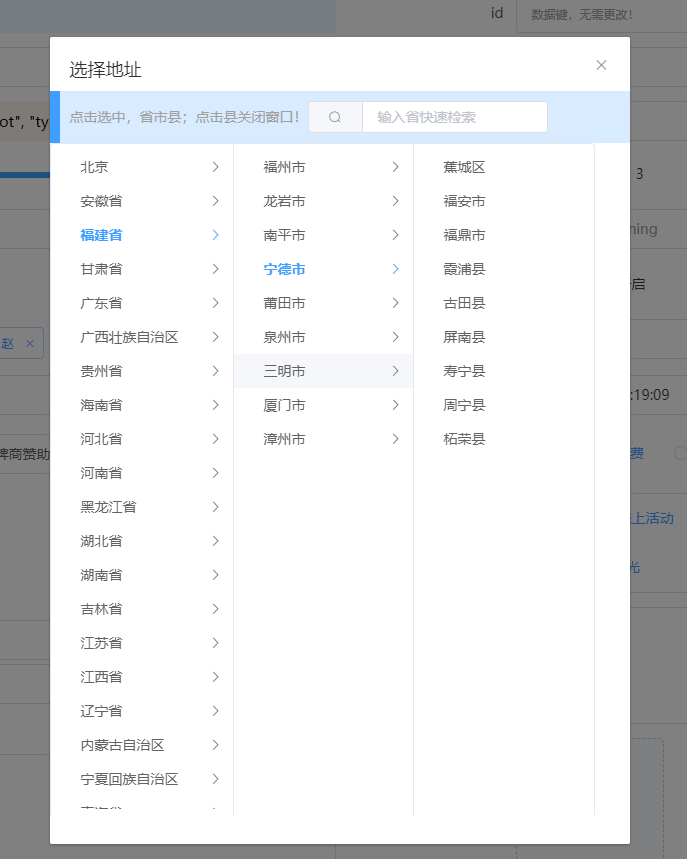 id
数据键，无需更改!
选择地址
点击选中，省市县；点击县关闭窗口!
输入省快速检索
ot", "ty
3
赵
:19:09
牌商赞助
费
上活动
光
北京
安徽省
福建省
甘肃省
广东省
广西壮族自治区
贵州省
海南省
河北省
河南省
黑龙江省
湖北省
湖南省
吉林省
江苏省
江西省
辽宁省
内蒙古自治区
宁夏回族自治区
福州市
龙岩市
南平市
宁德市
莆田市
泉州市
三明市
厦门市
漳州市
蕉城区
福安市
福鼎市
霞浦县
古田县
屏南县
寿宁县
周宁县
柘荣县